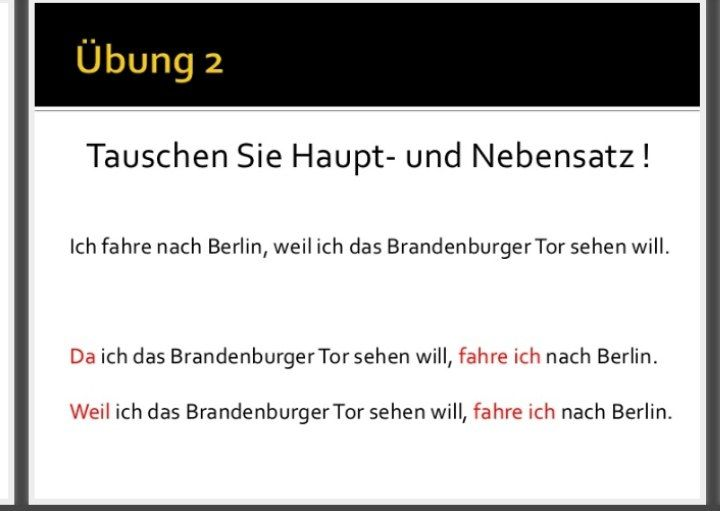 Übung 2
Tauschen Sie Haupt- und Nebensatz !
Ich fahre nach Berlin, weil ich das Brandenburger Tor sehen will.
Da ich das Brandenburger Tor sehen will, fahre ich nach Berlin.
Weil ich das Brandenburger Tor sehen will, fahre ich nach Berlin.